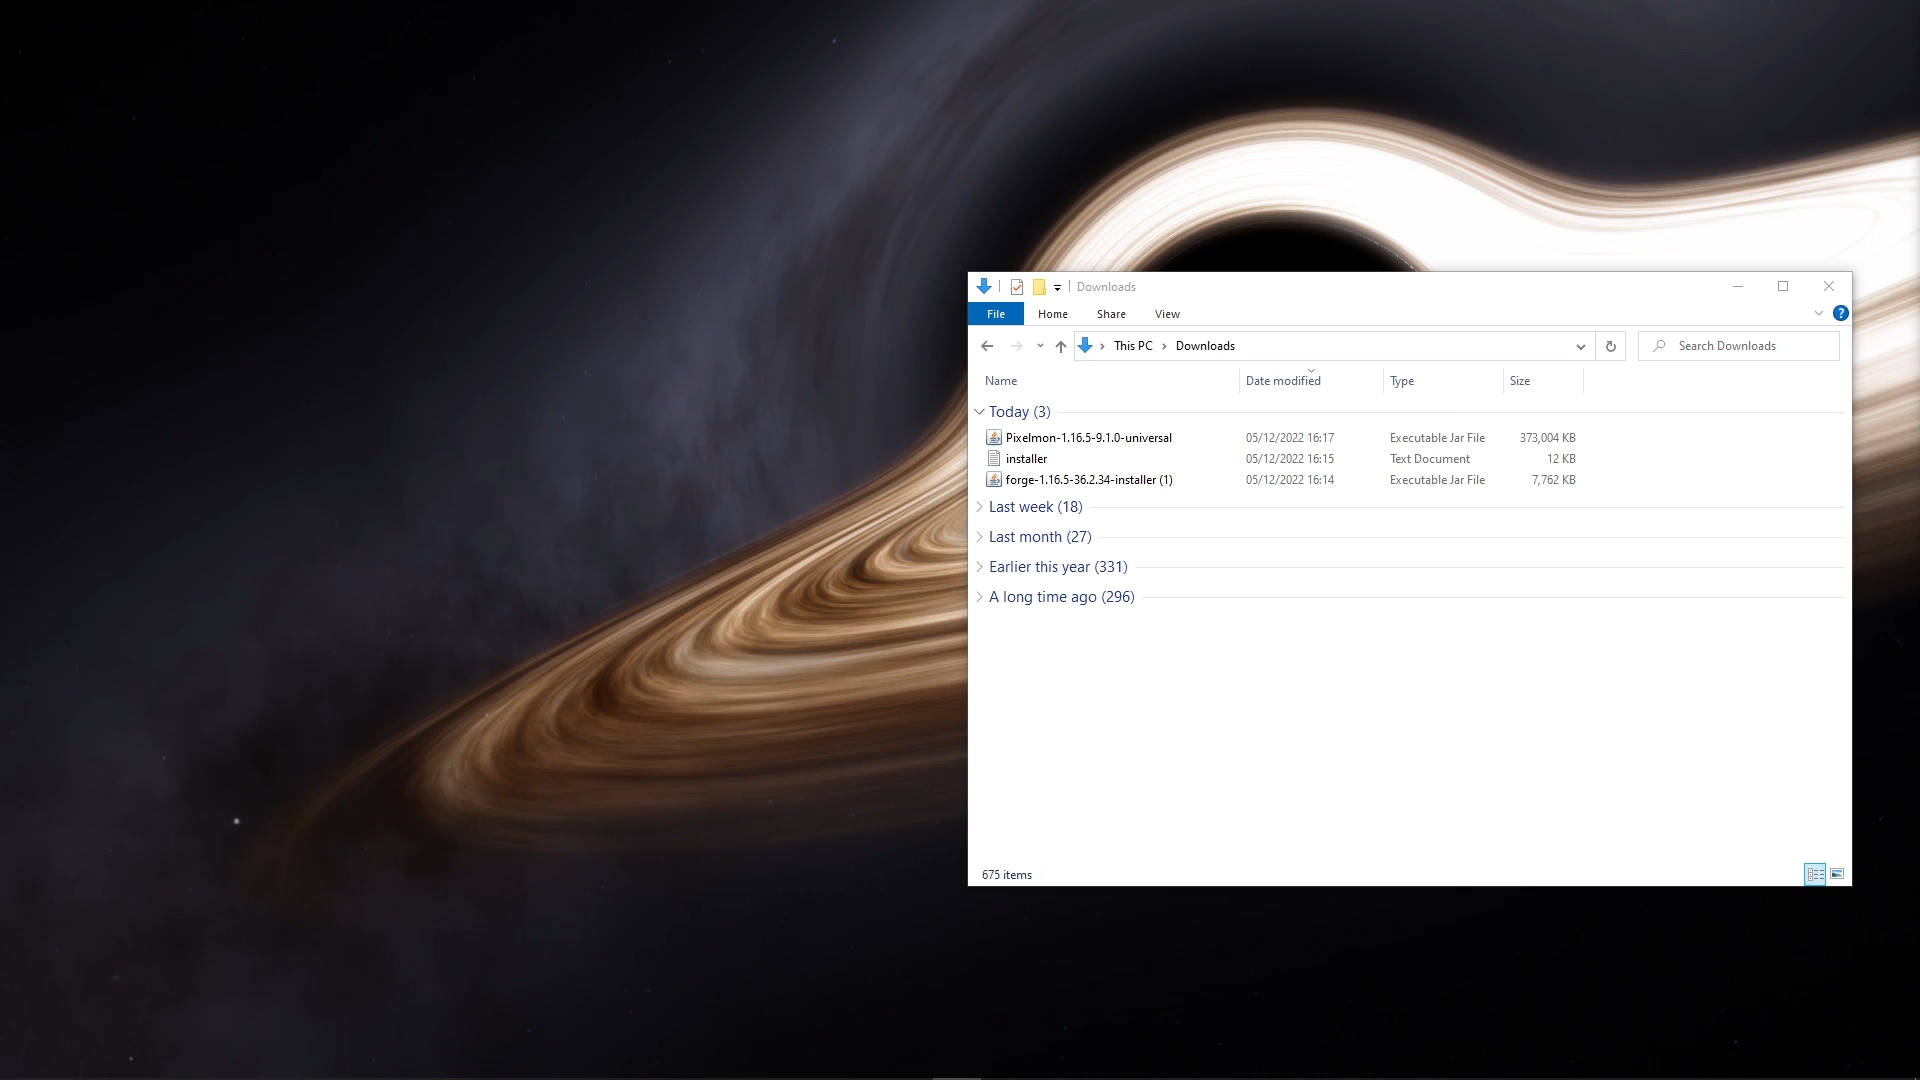 Downloads
File Home Share View ?
This PC Downloads Search Downloads
Name Date modified Type Size
Today (3)
Pixelmon-1.16.5-9.1.0-universal 05/12/2022 16:17 Executable Jar File 373,004 KB
installer 05/12/2022 16:15 Text Document 12 KB
forge-1.16.5-36.2.34-installer (1) 05/12/2022 16:14 Executable Jar File 7,762 KB
Last week (18)
Last month (27)
Earlier this year (331)
A long time ago (296)
675 items